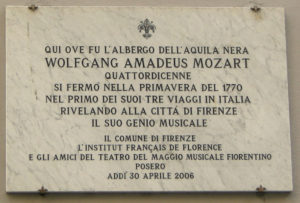 QUI OVE FU L'ALBERGO DELL'AQUILA NERA
WOLFGANG AMADEUS MOZART
QUATTORDICENNE
SI FERMÒ NELLA PRIMAVERA DEL 1770
NEL PRIMO DEI SUOI TRE VIAGGI IN ITALIA
RIVELANDO ALLA CITTÁ DI FIRENZE
IL SUO GENIO MUSICALE
IL COMUNE DI FIRENZE
L'INSTITUT FRANÇAIS DE FLORENCE
E GLI AMICI DEL TEATRO DEL MAGGIO MUSICALE FIORENTINO
POSERO
ADDÌ 30 APRILE 2006